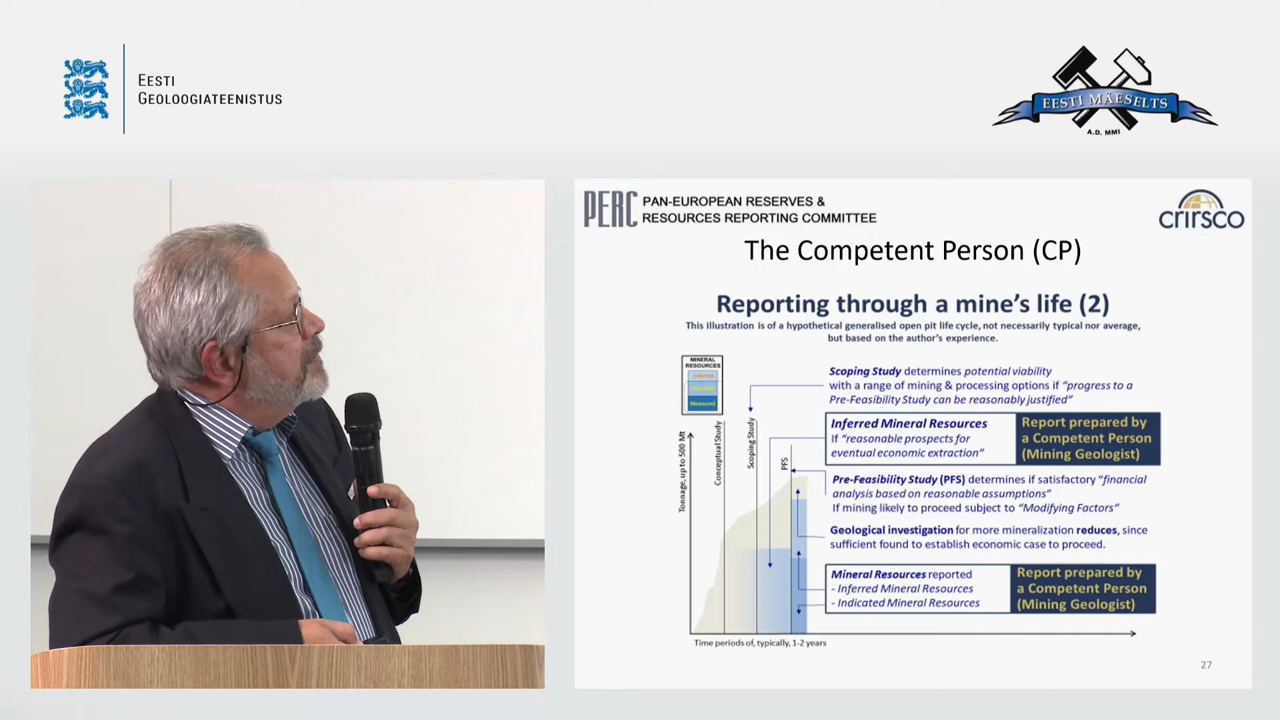 EESTI
GEOLOOGIATEENISTUS
EESTI MÄESELTS
A.D. MMI
PERC PAN-EUROPEAN RESERVES &
RESOURCES REPORTING COMMITTEE
crirsco
The Competent Person (CP)
Reporting through a mine's life (2)
This illustration is of a hypothetical generalised open pit life cycle, not necessarily typical nor average,
but based on the author's experience.
MINERAL
RESOURCES
Measured
Scoping Study determines potential viability
with a range of mining & processing options if "progress to a
Pre-Feasibility Study can be reasonably justified"
Inferred Mineral Resources
If "reasonable prospects for
eventual economic extraction"
Report prepared by
a Competent Person
(Mining Geologist)
Tonnage, up to 500 Mt
Conceptual Study
Scoping Study
PFS
Pre-Feasibility Study (PFS) determines if satisfactory "financial
analysis based on reasonable assumptions"
If mining likely to proceed subject to "Modifying Factors"
Geological investigation for more mineralization reduces, since
sufficient found to establish economic case to proceed.
Mineral Resources reported
- Inferred Mineral Resources
- Indicated Mineral Resources
Report prepared by
a Competent Person
(Mining Geologist)
Time periods of, typically, 1-2 years
27